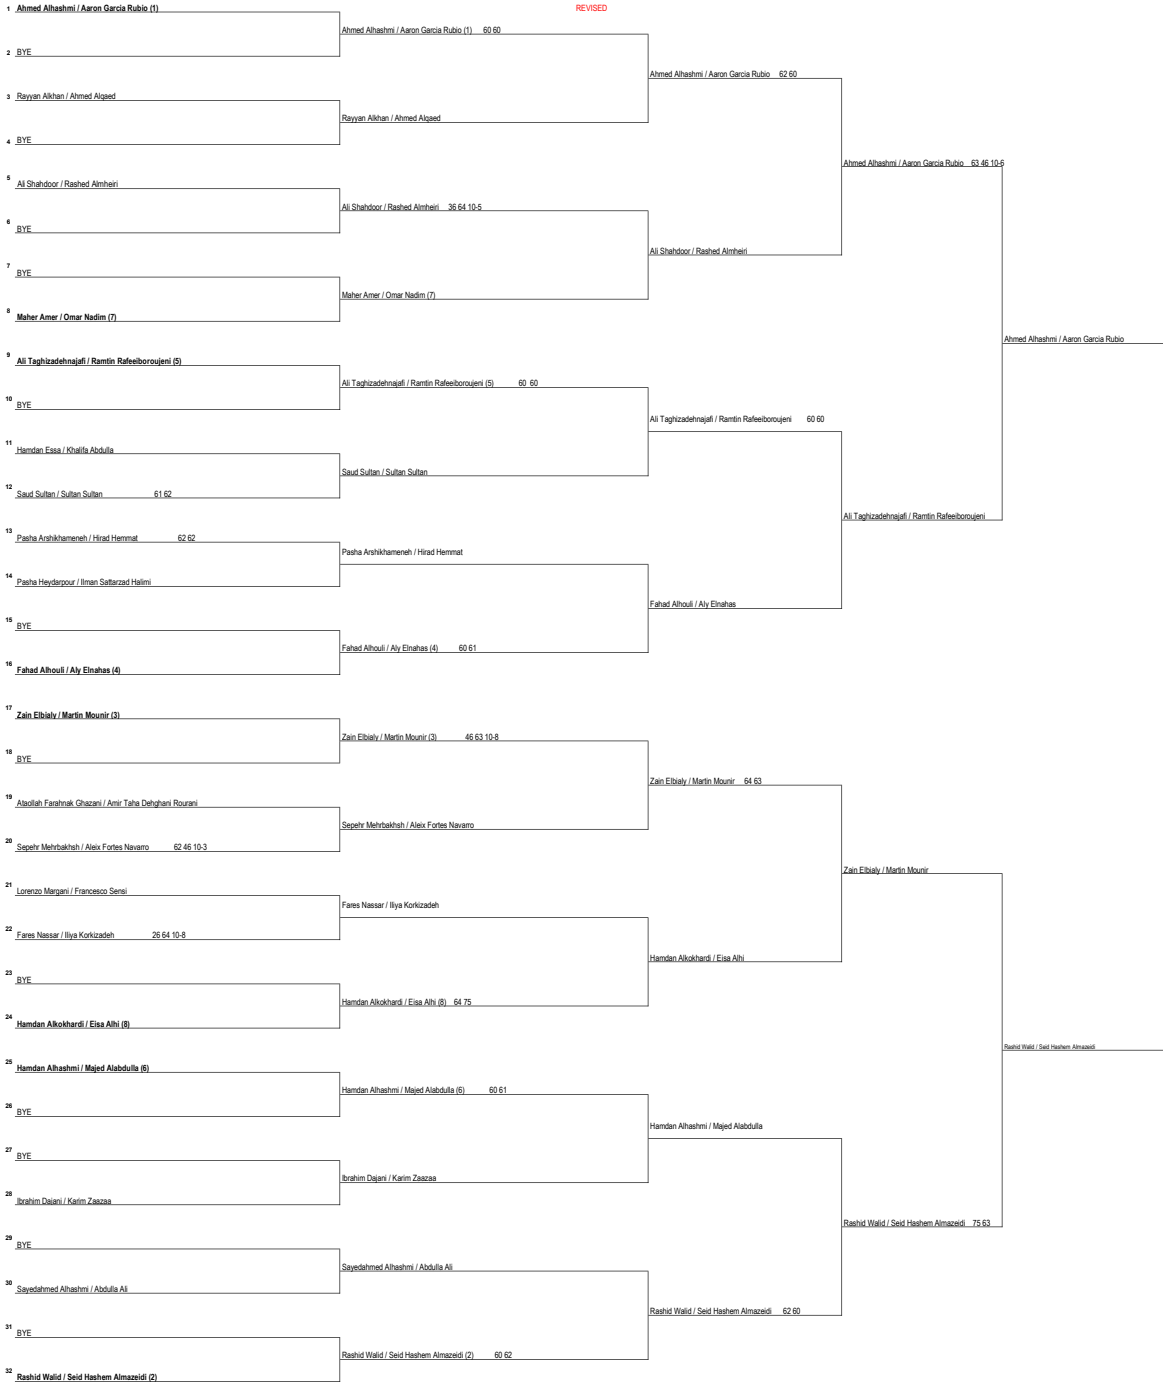 REVISED
1 Ahmed Alhashmi / Aaron Garcia Rubio (1)
Ahmed Alhashmi / Aaron Garcia Rubio (1) 60 60
2 BYE
Ahmed Alhashmi / Aaron Garcia Rubio 62 60
3 Rayyan Alkhan / Ahmed Alqaed
Rayyan Alkhan / Ahmed Alqaed
4 BYE
Ahmed Alhashmi / Aaron Garcia Rubio 63 46 10-6
5 Ali Shahdoor / Rashed Almheiri
Ali Shahdoor / Rashed Almheiri 36 64 10-5
6 BYE
Ali Shahdoor / Rashed Almheiri
7 BYE
Maher Amer / Omar Nadim (7)
8 Maher Amer / Omar Nadim (7)
Ahmed Alhashmi / Aaron Garcia Rubio
9 Ali Taghizadehnajafi / Ramtin Rafeeiboroujeni (5)
Ali Taghizadehnajafi / Ramtin Rafeeiboroujeni (5) 60 60
10 BYE
Ali Taghizadehnajafi / Ramtin Rafeeiboroujeni 60 60
11 Hamdan Essa / Khalifa Abdulla
Saud Sultan / Sultan Sultan
12 Saud Sultan / Sultan Sultan 61 62
Ali Taghizadehnajafi / Ramtin Rafeeiboroujeni
13 Pasha Arshikhameneh / Hirad Hemmat 62 62
Pasha Arshikhameneh / Hirad Hemmat
14 Pasha Heydarpour / Ilman Sattarzad Halimi
Fahad Alhouli / Aly Elnahas
15 BYE
Fahad Alhouli / Aly Elnahas (4) 60 61
16 Fahad Alhouli / Aly Elnahas (4)
17 Zain Elbialy / Martin Mounir (3)
Zain Elbialy / Martin Mounir (3) 46 63 10-8
18 BYE
Zain Elbialy / Martin Mounir 64 63
19 Ataollah Farahnak Ghazani / Amir Taha Dehghani Rourani
Sepehr Mehrbakhsh / Aleix Fortes Navarro
20 Sepehr Mehrbakhsh / Aleix Fortes Navarro 62 46 10-3
Zain Elbialy / Martin Mounir
21 Lorenzo Margani / Francesco Sensi
Fares Nassar / Iliya Korkizadeh
22 Fares Nassar / Iliya Korkizadeh 26 64 10-8
Hamdan Alkokhardi / Eisa Alhi
23 BYE
Hamdan Alkokhardi / Eisa Alhi (8) 64 75
24 Hamdan Alkokhardi / Eisa Alhi (8)
Rashid Walid / Seid Hashem Almazeidi
25 Hamdan Alhashmi / Majed Alabdulla (6)
Hamdan Alhashmi / Majed Alabdulla (6) 60 61
26 BYE
Hamdan Alhashmi / Majed Alabdulla
27 BYE
Ibrahim Dajani / Karim Zaazaa
28 Ibrahim Dajani / Karim Zaazaa
Rashid Walid / Seid Hashem Almazeidi 75 63
29 BYE
Sayedahmed Alhashmi / Abdulla Ali
30 Sayedahmed Alhashmi / Abdulla Ali
Rashid Walid / Seid Hashem Almazeidi 62 60
31 BYE
Rashid Walid / Seid Hashem Almazeidi (2) 60 62
32 Rashid Walid / Seid Hashem Almazeidi (2)